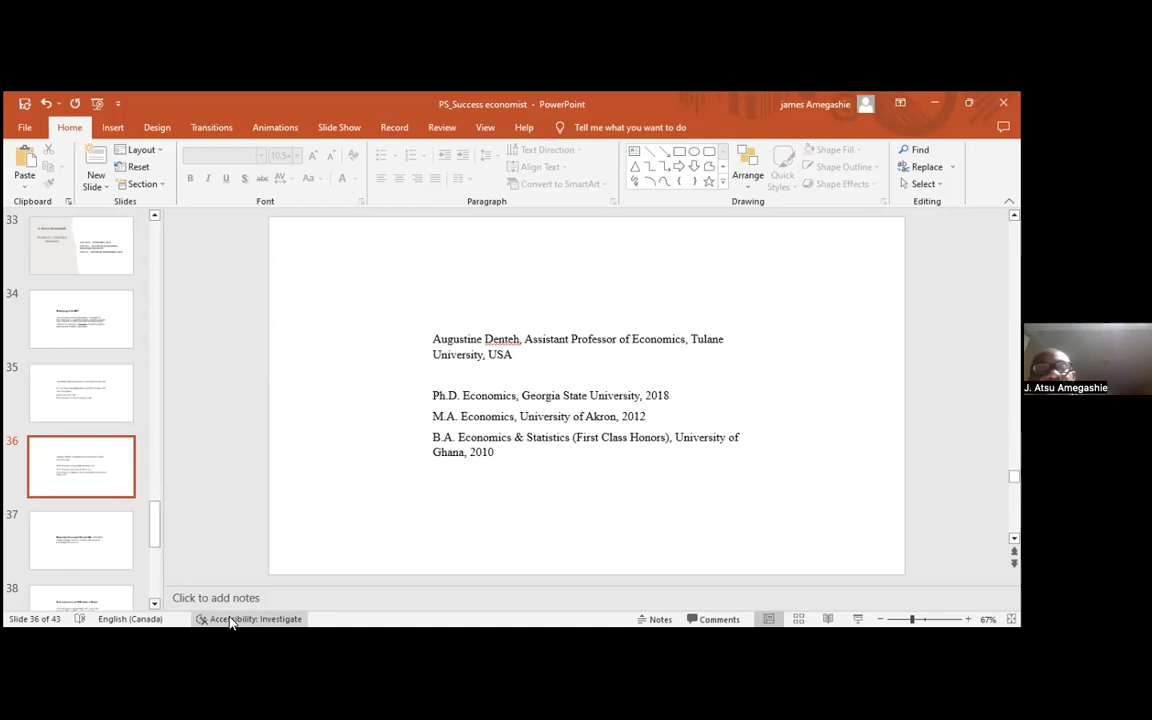 PS_Success economist - PowerPoint
james Amegashie
File Home Insert Design Transitions Animations Slide Show Record Review View Help Tell me what you want to do
Paste
Clipboard
New
Slide
Layout
Reset
Section
Slides
10.5+
Font
Text Direction
Align Text
Convert to SmartArt
Paragraph
Arrange
Quick
Styles
Shape Fill
Shape Outline
Shape Effects
Drawing
Find
Replace
Select
Editing
33
34
35
36
37
38
Augustine Denteh, Assistant Professor of Economics, Tulane
University, USA
Ph.D. Economics, Georgia State University, 2018
M.A. Economics, University of Akron, 2012
B.A. Economics & Statistics (First Class Honors), University of
Ghana, 2010
J. Atsu Amegashie
Click to add notes
Slide 36 of 43 English (Canada) Accessibility: Investigate Notes Comments 67%